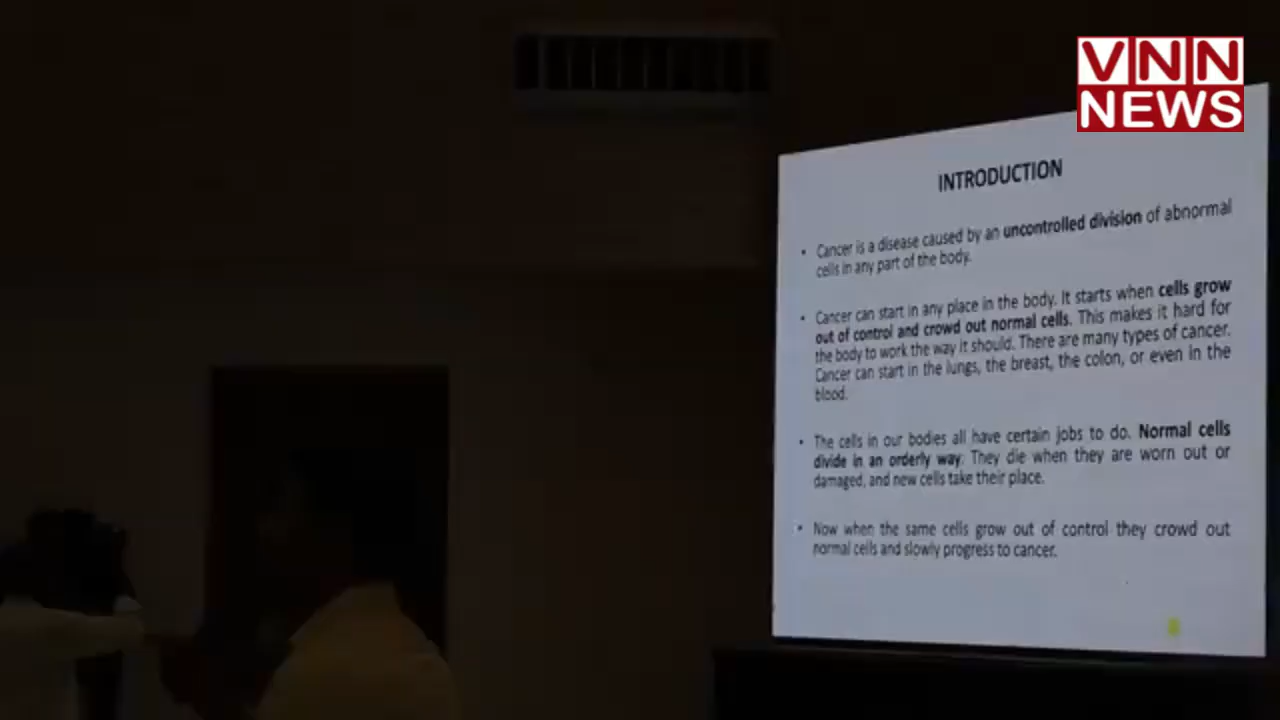 VNN
NEWS
INTRODUCTION
• Cancer is a disease caused by an uncontrolled division of abnormal
cells in any part of the body.
• Cancer can start in any place in the body. It starts when cells grow
out of control and crowd out normal cells. This makes it hard for
the body to work the way it should. There are many types of cancer.
Cancer can start in the lungs, the breast, the colon, or even in the
blood.
• The cells in our bodies all have certain jobs to do. Normal cells
divide in an orderly way. They die when they are worn out or
damaged, and new cells take their place.
• Now when the same cells grow out of control they crowd out
normal cells and slowly progress to cancer.